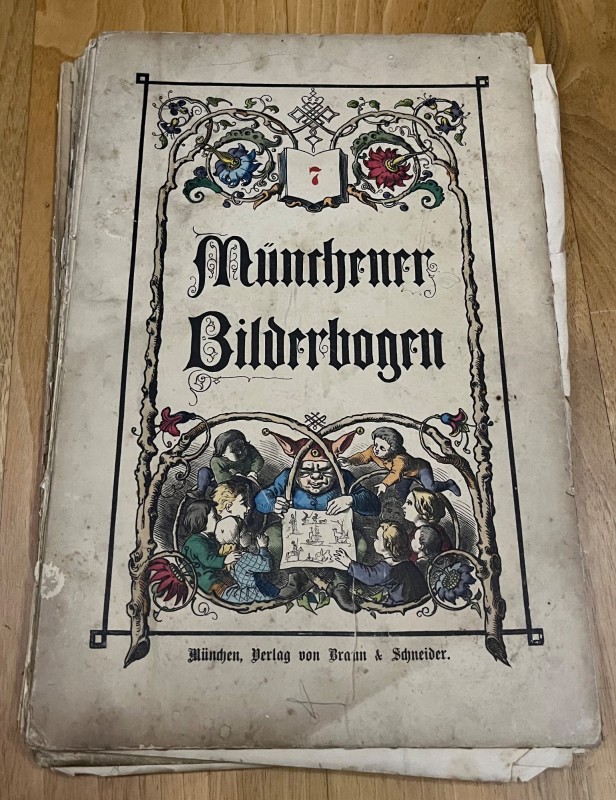 7
Münchener
Bilderbogen
München, Verlag von Braun & Schneider.